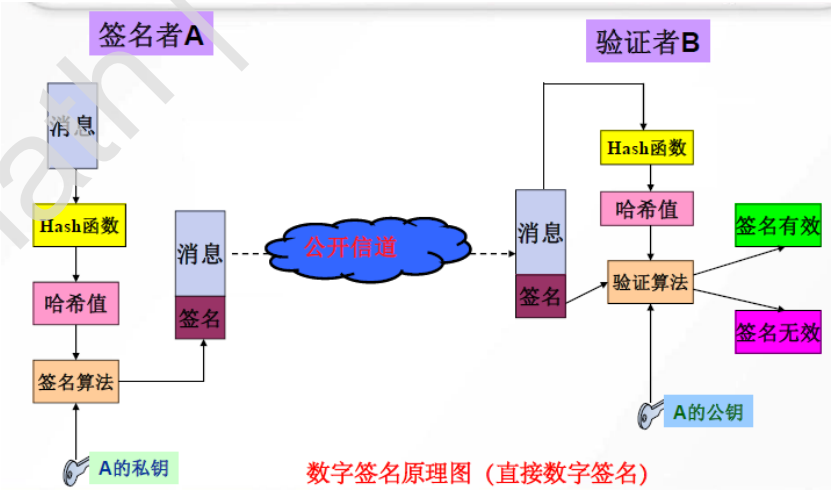 签名者A
验证者B
消息
Hash函数
哈希值
签名算法
A的私钥
消息
签名
公开信道
消息
签名
Hash函数
哈希值
验证算法
A的公钥
签名有效
签名无效
数字签名原理图（直接数字签名）